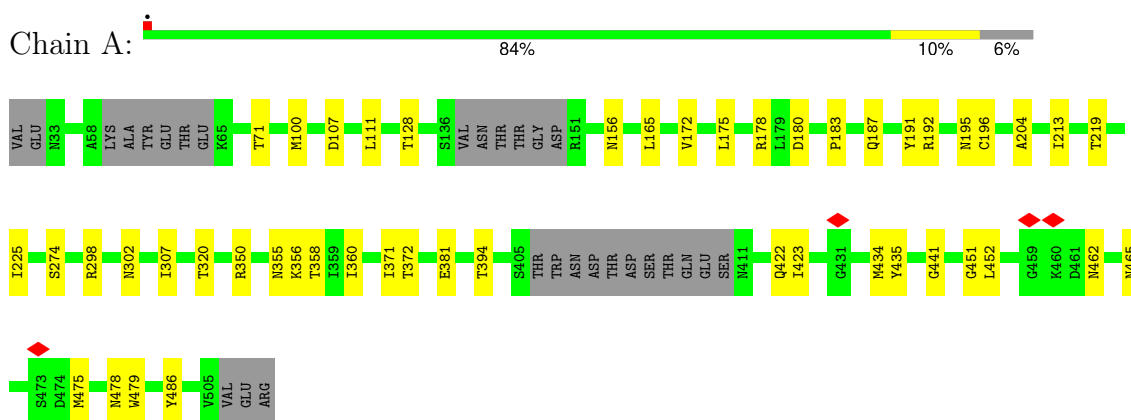 Chain A:
84% 10% 6%
VAL GLU N33 A58 LYS ALA TYR GLU THR GLU K65 T71 M100 D107 L111 T128 S136 VAL ASN THR THR GLY ASP R151 N156 L165 V172 L175 R178 L179 D180 P183 Q187 Y191 R192 N195 C196 A204 I213 T219
I225 S274 R298 N302 I307 T320 R350 N355 K356 T358 I359 I360 I371 T372 E381 T394 S405 THR TRP ASN ASP THR ASP SER THR GLN GLU SER N411 Q422 I423 G431 M434 Y435 G441 G451 L452 G459 K460 D461 N462 N465
S473 D474 M475 N478 W479 Y486 V505 VAL GLU ARG